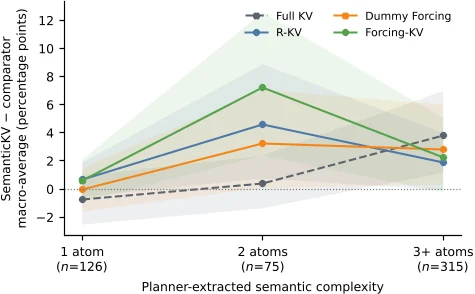 SemanticKV − comparator
macro-average (percentage points)
12
10
8
6
4
2
0
−2
Full KV
R-KV
Dummy Forcing
Forcing-KV
1 atom
(n=126)
2 atoms
(n=75)
3+ atoms
(n=315)
Planner-extracted semantic complexity